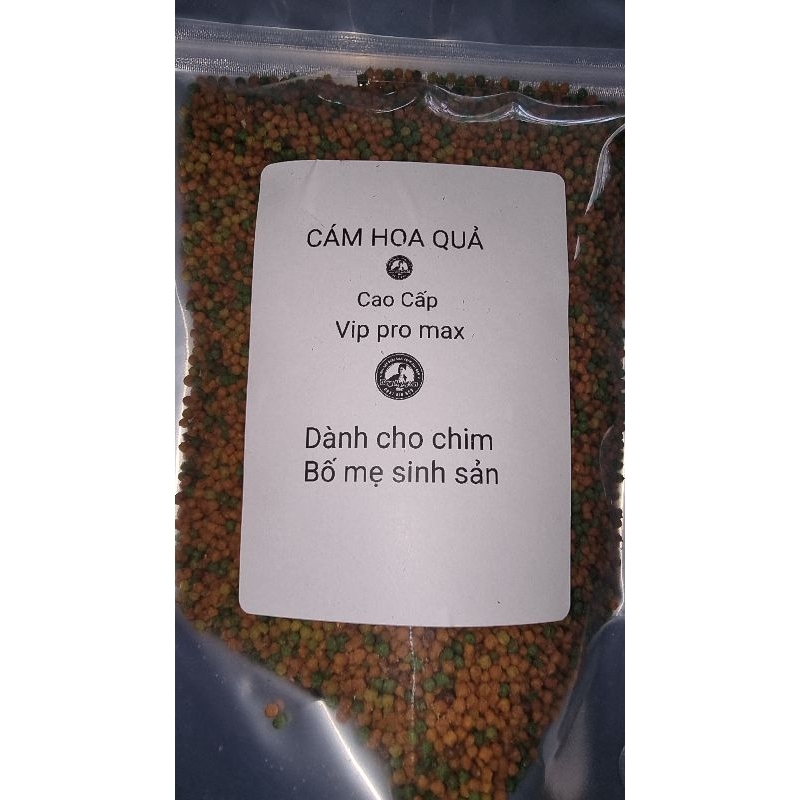 CÁM HOA QUẢ
Cao Cấp
Vip pro max
Dành cho chim
Bố mẹ sinh sản